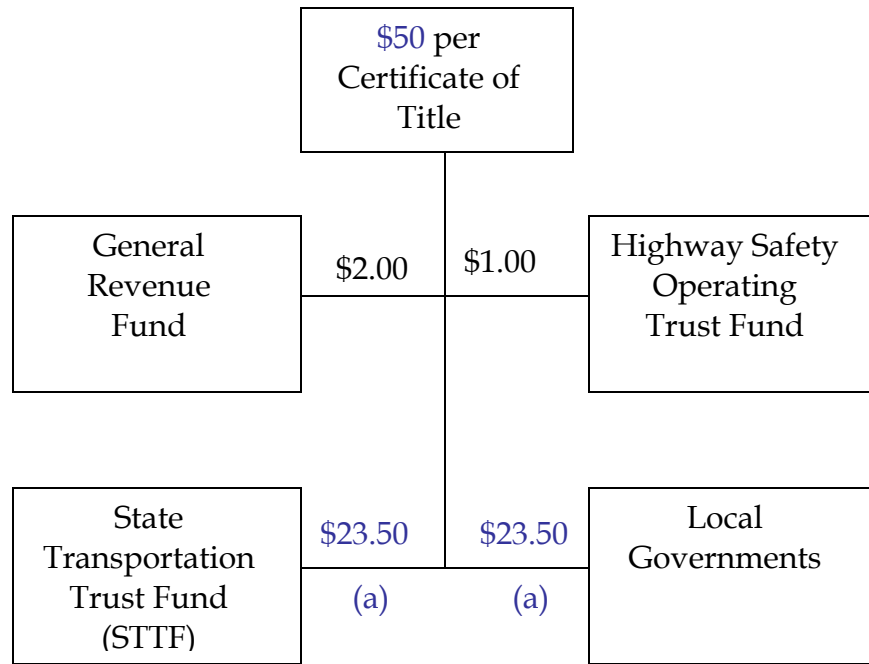 $50 per
Certificate of
Title
General
Revenue
Fund
$2.00
$1.00
Highway Safety
Operating
Trust Fund
State
Transportation
Trust Fund
(STTF)
$23.50
(a)
$23.50
(a)
Local
Governments